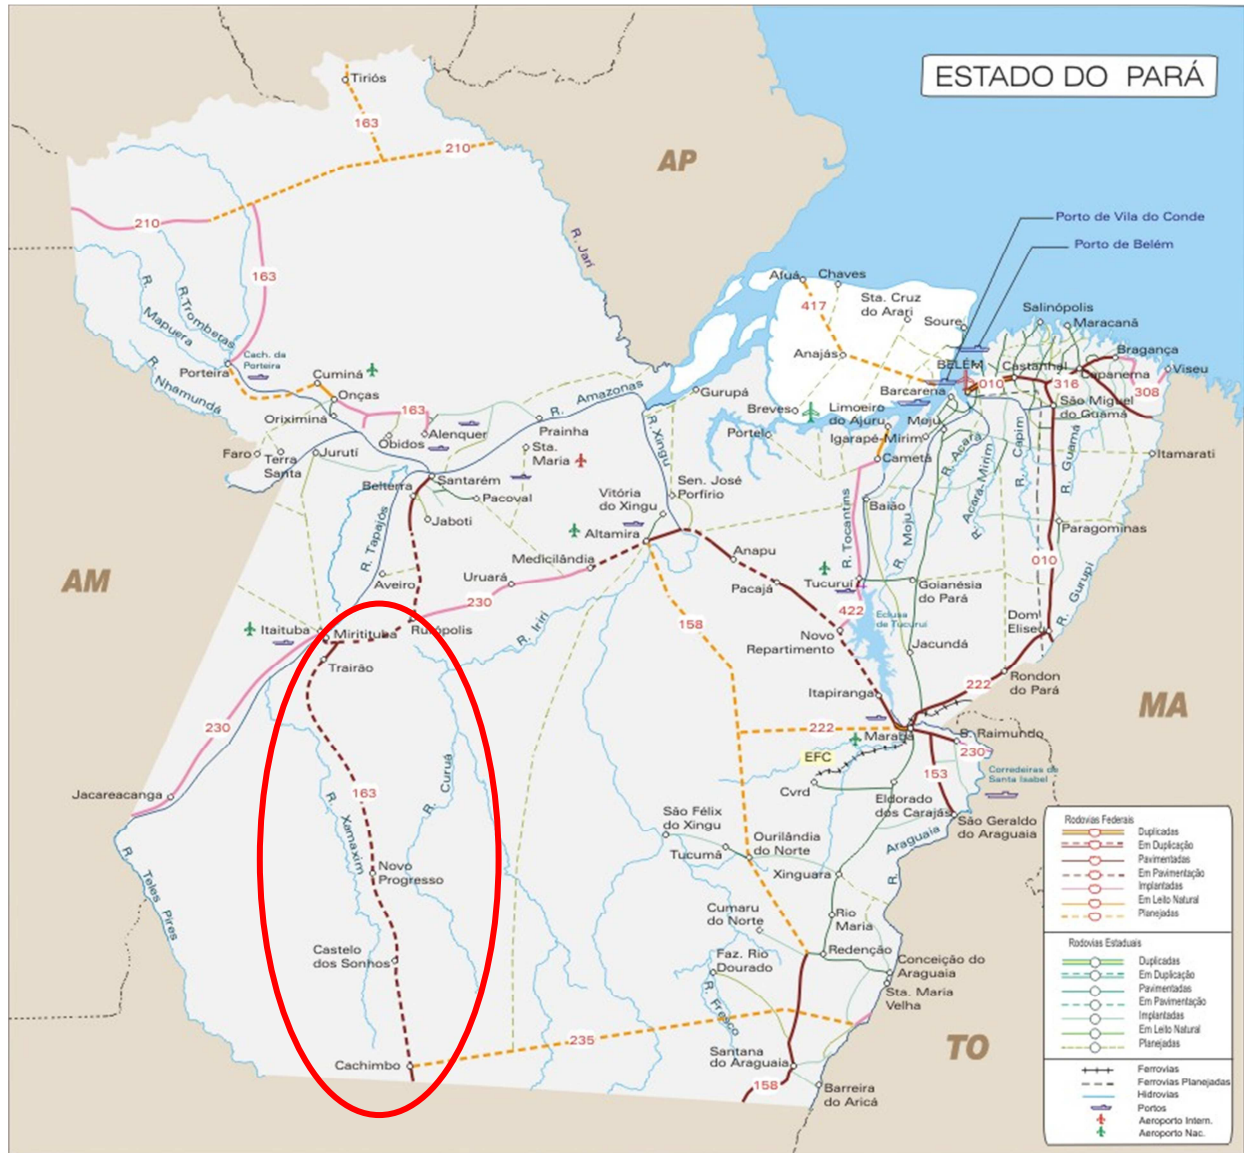 ESTADO DO PARÁ
Tiriós
163
210
AP
210
R. Jarí
Porto de Vila do Conde
Porto de Belém
163
R. Trombetas
R. Mapuera
R. Nhamundá
Cach. da
Porteira
Porteira
Cuminá
Onças
Oriximiná
163
Óbidos
Alenquer
Prainha
R. Amazonas
Faro
Terra
Santa
Jurutí
Sta.
Maria
Santarém
Belterra
Pacoval
Jaboti
R. Tapajós
Aveiro
Afuá
Chaves
417
Sta. Cruz
do Arari
Soure
Anajás
Salinópolis
Maracanã
Bragança
Viseu
BELÉM
Castanhal
Capanema
010
316
308
Barcarena
São Miguel
do Guamá
Gurupá
Breves
Limoeiro
do Ajuru
Moju
Portel
Igarapé-Mirim
Cametá
R. Acará
R. Acará-Mirim
R. Capim
R. Guamá
Itamarati
R. Xingu
Sen. José
Porfírio
Vitória
do Xingu
Altamira
Baião
R. Moju
R. Tocantins
Paragominas
010
R. Gurupi
Medicilândia
Uruará
230
Anapu
Pacajá
Tucuruí
422
Goianésia
do Pará
Eclusa
de Tucuruí
Dom
Eliseu
AM
Itaituba
Miritituba
Rurópolis
R. Iriri
158
Novo
Repartimento
Jacundá
Trairão
Itapiranga
222
Rondon
do Pará
MA
230
222
Marabá
S. Raimundo
230
EFC
153
Corredeiras de
Santa Isabel
Jacareacanga
163
R. Curuá
R. Xamaxim
Cvrd
Eldorado
dos Carajás
São Geraldo
do Araguaia
São Félix
do Xingu
Tucumã
Ourilândia
do Norte
Xinguara
R. Araguaia
R. Teles Pires
Novo
Progresso
Cumaru
do Norte
Rio
Maria
Redenção
Castelo
dos Sonhos
Faz. Rio
Dourado
Conceição do
Araguaia
Sta. Maria
Velha
R. Fresco
235
TO
Cachimbo
Santana
do Araguaia
158
Barreira
do Aricá
Rodovias Federais
Duplicadas
Em Duplicação
Pavimentadas
Em Pavimentação
Implantadas
Em Leito Natural
Planejadas
Rodovias Estaduais
Duplicadas
Em Duplicação
Pavimentadas
Em Pavimentação
Implantadas
Em Leito Natural
Planejadas
Ferrovias
Ferrovias Planejadas
Hidrovias
Portos
Aeroporto Intern.
Aeroporto Nac.